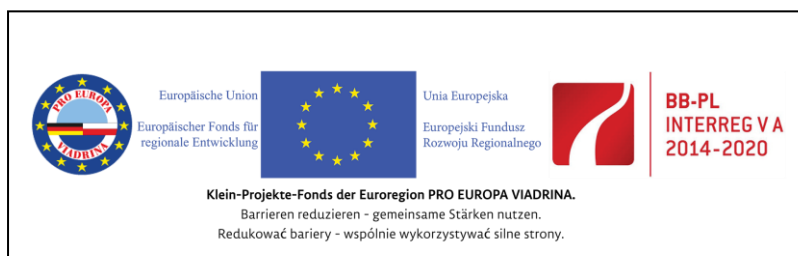 PRO EUROPA
VIADRINA
Europäische Union
Europäischer Fonds für
regionale Entwicklung
Unia Europejska
Europejski Fundusz
Rozwoju Regionalnego
BB-PL
INTERREG V A
2014-2020
Klein-Projekte-Fonds der Euroregion PRO EUROPA VIADRINA.
Barrieren reduzieren - gemeinsame Stärken nutzen.
Redukować bariery - wspólnie wykorzystywać silne strony.